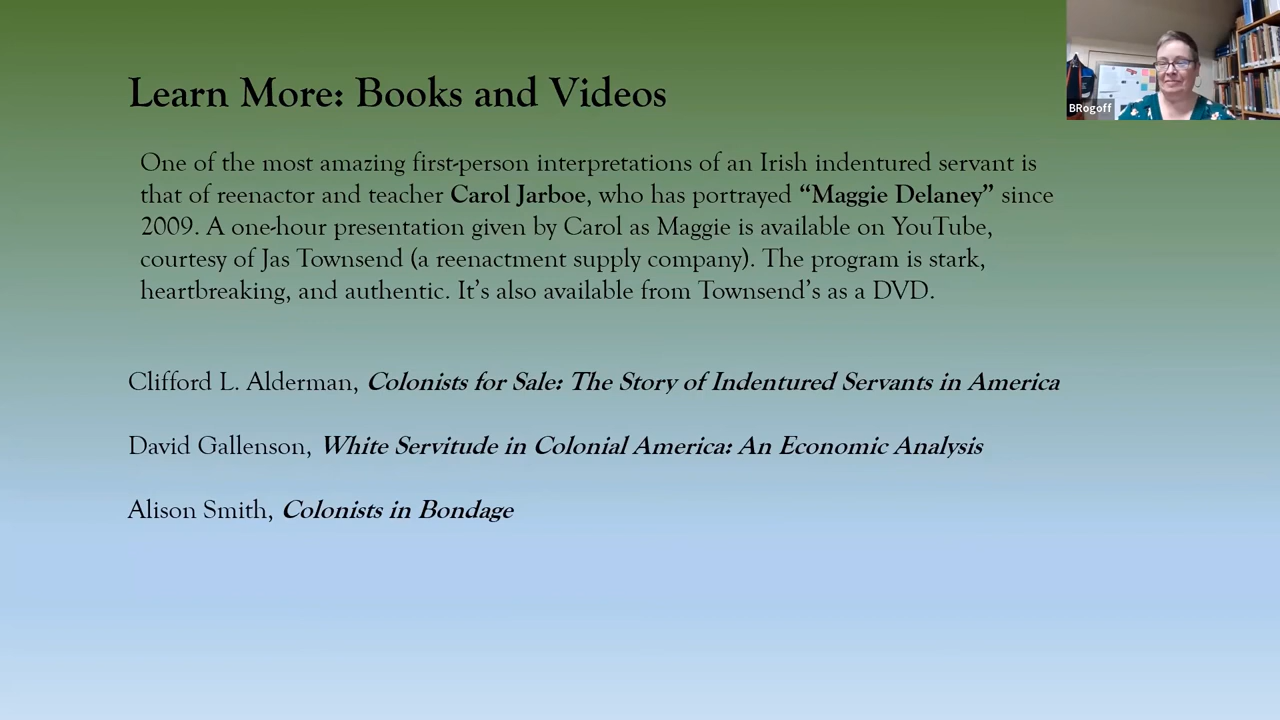 Learn More: Books and Videos
BRogoff
One of the most amazing first-person interpretations of an Irish indentured servant is
that of reenactor and teacher Carol Jarboe, who has portrayed “Maggie Delaney” since
2009. A one-hour presentation given by Carol as Maggie is available on YouTube,
courtesy of Jas Townsend (a reenactment supply company). The program is stark,
heartbreaking, and authentic. It’s also available from Townsend’s as a DVD.
Clifford L. Alderman, Colonists for Sale: The Story of Indentured Servants in America
David Gallenson, White Servitude in Colonial America: An Economic Analysis
Alison Smith, Colonists in Bondage